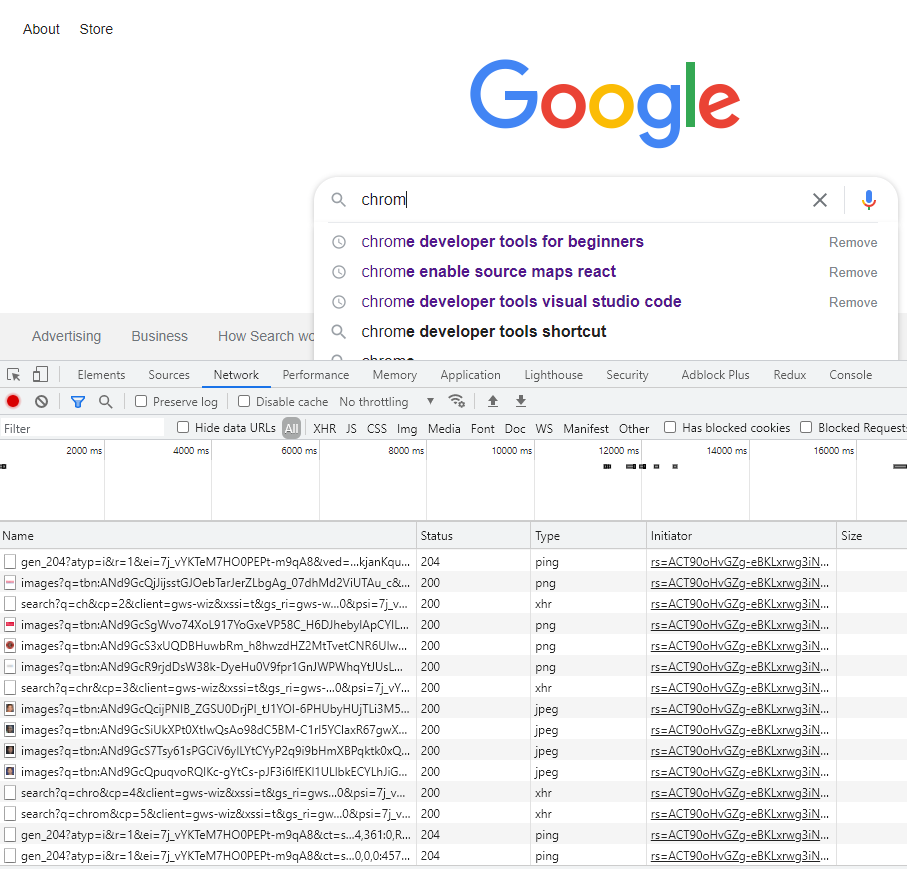 About Store
Google
chrom
chrome developer tools for beginners Remove
chrome enable source maps react Remove
chrome developer tools visual studio code Remove
chrome developer tools shortcut
chrome
Advertising Business How Search wo
Elements Sources Network Performance Memory Application Lighthouse Security Adblock Plus Redux Console
Preserve log Disable cache No throttling
Filter Hide data URLs All XHR JS CSS Img Media Font Doc WS Manifest Other Has blocked cookies Blocked Request
2000 ms 4000 ms 6000 ms 8000 ms 10000 ms 12000 ms 14000 ms 16000 ms
Name Status Type Initiator Size
gen_204?atyp=i&r=1&ei=7j_vYKTeM7HO0PEPt-m9qA8&ved=...kjanKqu... 204 ping rs=ACT90oHvGZg-eBKLxrwg3iN...
images?q=tbn:ANd9GcQjJijsstGJOebTarJerZLbgAg_07dhMd2ViUTAu_c&... 200 png rs=ACT90oHvGZg-eBKLxrwg3iN...
search?q=ch&cp=2&client=gws-wiz&xssi=t&gs_ri=gws-w...0&psi=7j_v... 200 xhr rs=ACT90oHvGZg-eBKLxrwg3iN...
images?q=tbn:ANd9GcSgWvo74XoL917YoGxeVP58C_H6DJhebylApCYIL... 200 png rs=ACT90oHvGZg-eBKLxrwg3iN...
images?q=tbn:ANd9GcS3xUQDBHuwbRm_h8hwzdHZ2MtTvetCNR6UIw... 200 png rs=ACT90oHvGZg-eBKLxrwg3iN...
images?q=tbn:ANd9GcR9rjdDsW38k-DyeHu0V9fpr1GnJWPWhqYtJUsL... 200 png rs=ACT90oHvGZg-eBKLxrwg3iN...
search?q=chr&cp=3&client=gws-wiz&xssi=t&gs_ri=gws-...0&psi=7j_vY... 200 xhr rs=ACT90oHvGZg-eBKLxrwg3iN...
images?q=tbn:ANd9GcQcijPNIB_ZGSU0DrjPI_tJ1YOI-6PHUbyHUjTLi3M5... 200 jpeg rs=ACT90oHvGZg-eBKLxrwg3iN...
images?q=tbn:ANd9GcSiUkXPt0XtIwQsAo98dC5BM-C1rI5YClaxR67gwX... 200 jpeg rs=ACT90oHvGZg-eBKLxrwg3iN...
images?q=tbn:ANd9GcS7Tsy61sPGCiV6yILYtCYyP2q9i9bHmXBPqktk0xQ... 200 jpeg rs=ACT90oHvGZg-eBKLxrwg3iN...
images?q=tbn:ANd9GcQpuqvoRQIKc-gYtCs-pJF3i6IfEKI1ULIbkECYLhJiG... 200 jpeg rs=ACT90oHvGZg-eBKLxrwg3iN...
search?q=chro&cp=4&client=gws-wiz&xssi=t&gs_ri=gws...0&psi=7j_v... 200 xhr rs=ACT90oHvGZg-eBKLxrwg3iN...
search?q=chrom&cp=5&client=gws-wiz&xssi=t&gs_ri=gw...0&psi=7j_v... 200 xhr rs=ACT90oHvGZg-eBKLxrwg3iN...
gen_204?atyp=i&r=1&ei=7j_vYKTeM7HO0PEPt-m9qA8&ct=s...4,361:0,R... 204 ping rs=ACT90oHvGZg-eBKLxrwg3iN...
gen_204?atyp=i&r=1&ei=7j_vYKTeM7HO0PEPt-m9qA8&ct=s...0,0,0:457... 204 ping rs=ACT90oHvGZg-eBKLxrwg3iN...